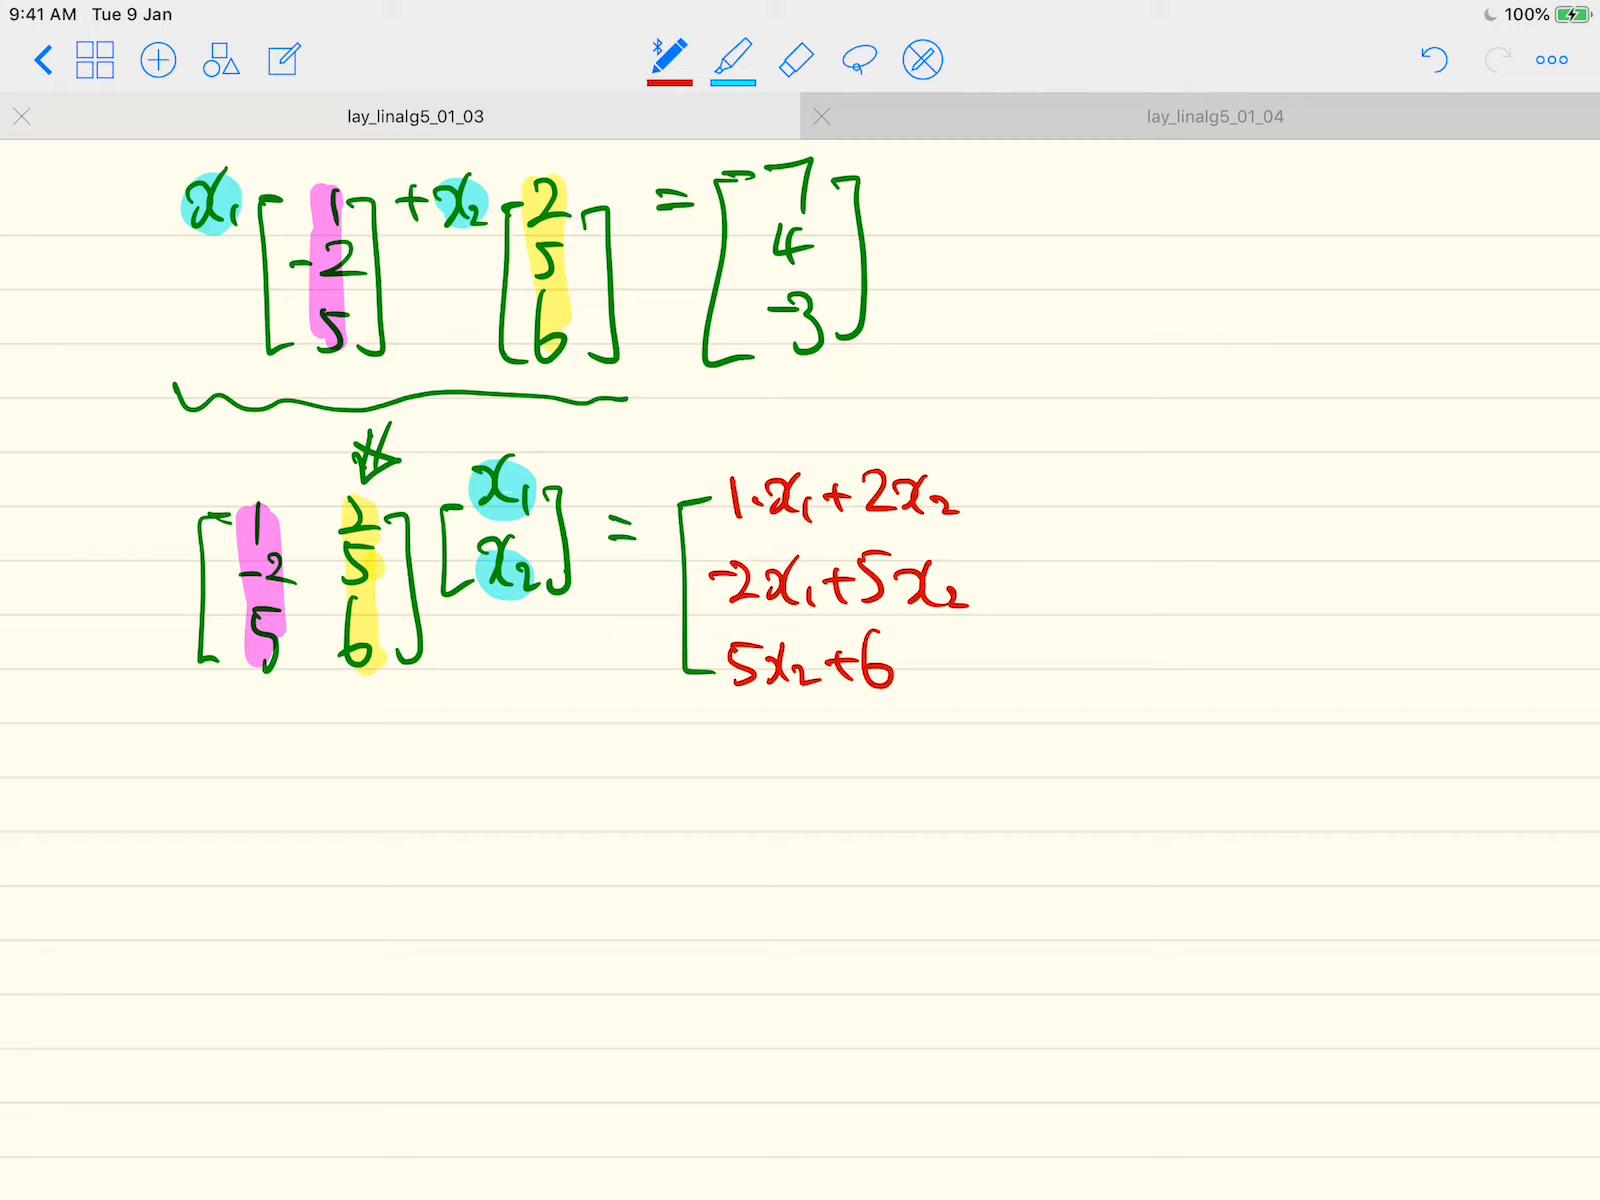 9:41 AM Tue 9 Jan 100%
lay_linalg5_01_03 lay_linalg5_01_04
x₁ [1 -2 5] + x₂ [2 5 6] = [7 4 -3]
[1 2
-2 5
5 6] [x₁ x₂] = [1·x₁+2x₂
-2x₁+5x₂
5x₂+6